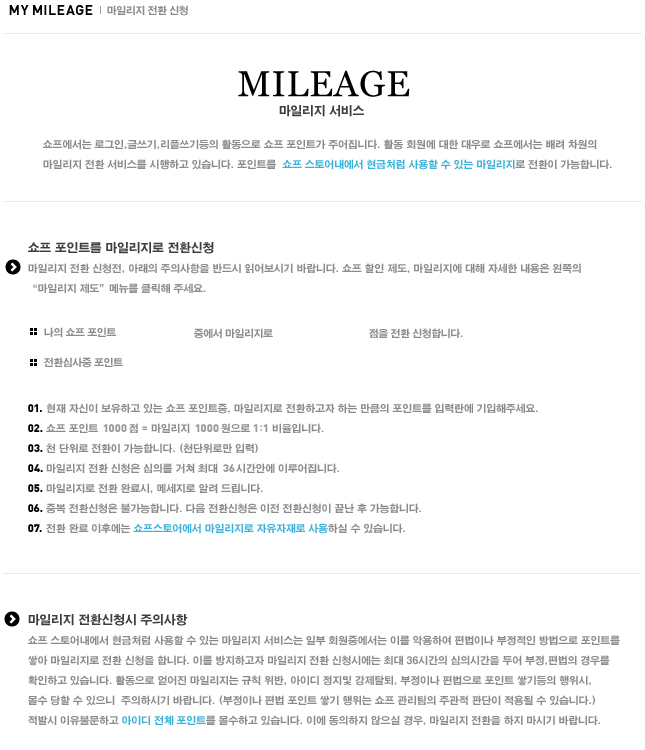 MY MILEAGE | 마일리지 전환 신청
MILEAGE
마일리지 서비스
쇼프에서는 로그인,글쓰기,리플쓰기등의 활동으로 쇼프 포인트가 주어집니다. 활동 회원에 대한 대우로 쇼프에서는 배려 차원의
마일리지 전환 서비스를 시행하고 있습니다. 포인트를 쇼프 스토어내에서 현금처럼 사용할 수 있는 마일리지로 전환이 가능합니다.
쇼프 포인트를 마일리지로 전환신청
마일리지 전환 신청전, 아래의 주의사항을 반드시 읽어보시기 바랍니다. 쇼프 할인 제도, 마일리지에 대해 자세한 내용은 왼쪽의
“마일리지 제도” 메뉴를 클릭해 주세요.
나의 쇼프 포인트 중에서 마일리지로 점을 전환 신청합니다.
전환심사중 포인트
01. 현재 자신이 보유하고 있는 쇼프 포인트중, 마일리지로 전환하고자 하는 만큼의 포인트를 입력란에 기입해주세요.
02. 쇼프 포인트 1000 점 = 마일리지 1000 원으로 1:1 비율입니다.
03. 천 단위로 전환이 가능합니다. (천단위로만 입력)
04. 마일리지 전환 신청은 심의를 거쳐 최대 36 시간안에 이루어집니다.
05. 마일리지로 전환 완료시, 메세지로 알려 드립니다.
06. 중복 전환신청은 불가능합니다. 다음 전환신청은 이전 전환신청이 끝난 후 가능합니다.
07. 전환 완료 이후에는 쇼프스토어에서 마일리지로 자유자재로 사용하실 수 있습니다.
마일리지 전환신청시 주의사항
쇼프 스토어내에서 현금처럼 사용할 수 있는 마일리지 서비스는 일부 회원중에서는 이를 악용하여 편법이나 부정적인 방법으로 포인트를
쌓아 마일리지로 전환 신청을 합니다. 이를 방지하고자 마일리지 전환 신청시에는 최대 36시간의 심의시간을 두어 부정,편법의 경우를
확인하고 있습니다. 활동으로 얻어진 마일리지는 규칙 위반, 아이디 정지및 강제탈퇴, 부정이나 편법으로 포인트 쌓기등의 행위시,
몰수 당할 수 있으니 주의하시기 바랍니다. (부정이나 편법 포인트 쌓기 행위는 쇼프 관리팀의 주관적 판단이 적용될 수 있습니다.)
적발시 이유불문하고 아이디 전체 포인트를 몰수하고 있습니다. 이에 동의하지 않으실 경우, 마일리지 전환을 하지 마시기 바랍니다.